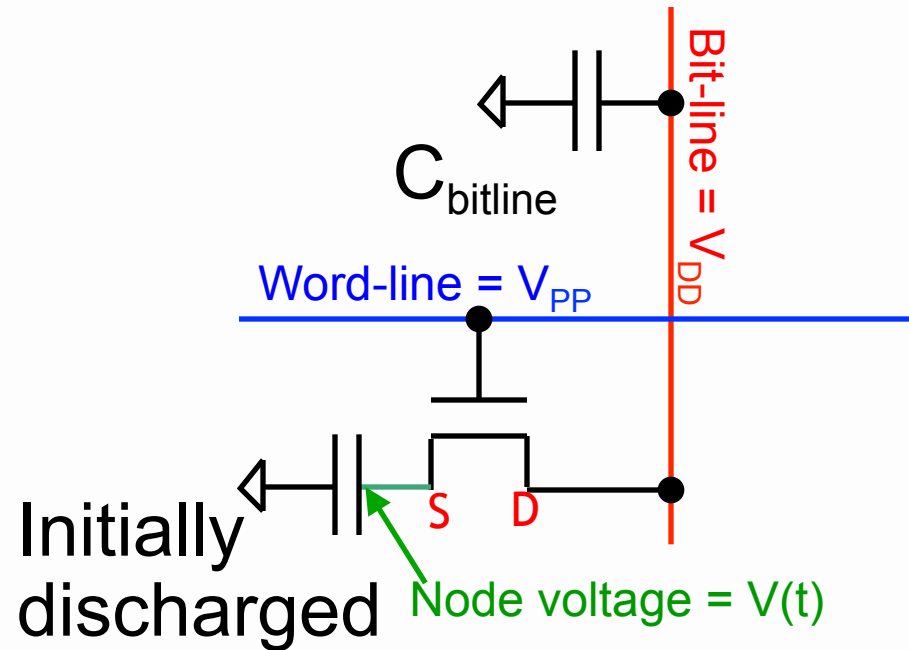 Bit-line = VDD
Cbitline
Word-line = VPP
S D
Initially
discharged
Node voltage = V(t)